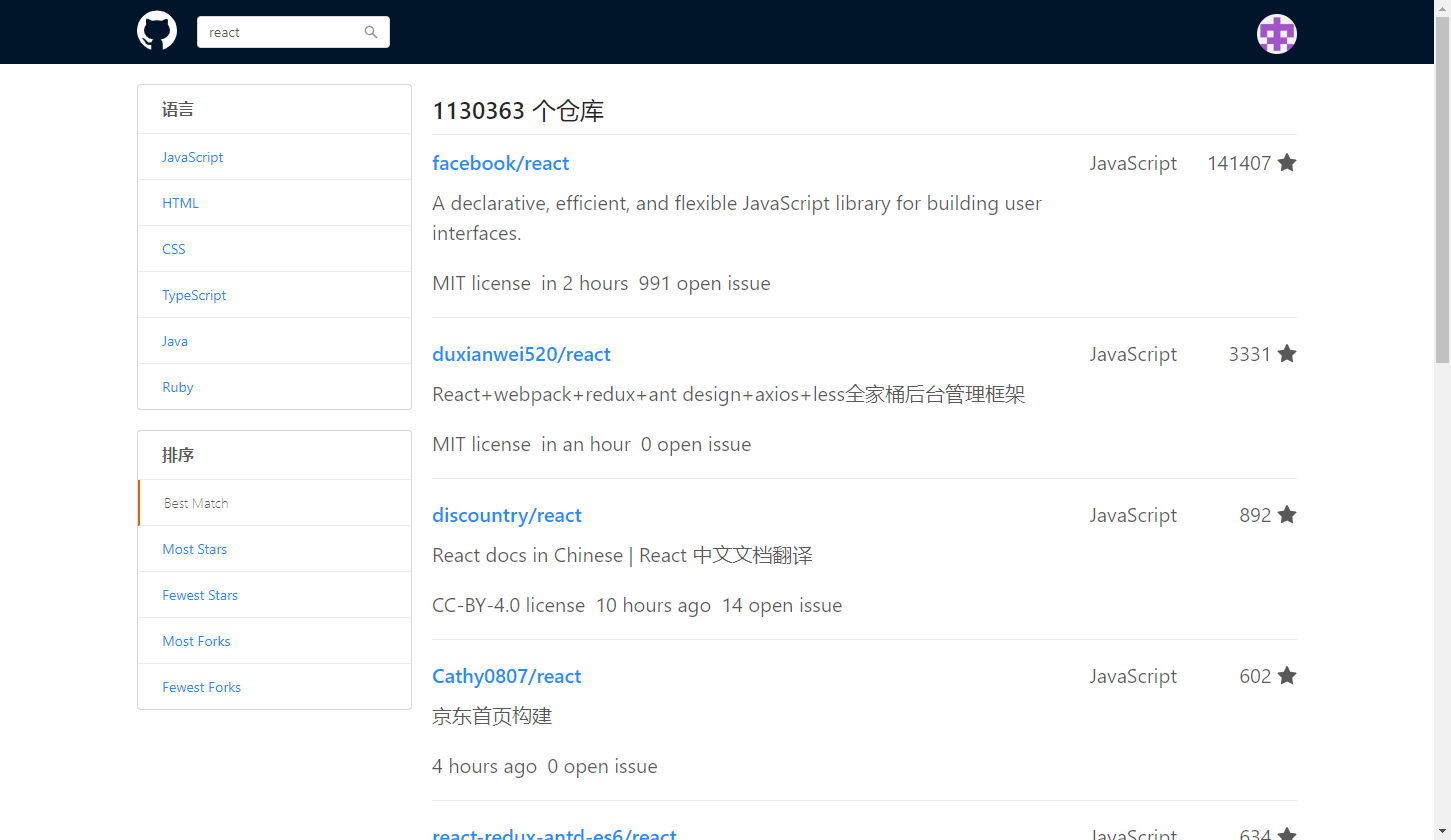 react
语言
JavaScript
HTML
CSS
TypeScript
Java
Ruby
排序
Best Match
Most Stars
Fewest Stars
Most Forks
Fewest Forks
1130363 个仓库
facebook/react JavaScript 141407
A declarative, efficient, and flexible JavaScript library for building user
interfaces.
MIT license in 2 hours 991 open issue
duxianwei520/react JavaScript 3331
React+webpack+redux+ant design+axios+less全家桶后台管理框架
MIT license in an hour 0 open issue
discountry/react JavaScript 892
React docs in Chinese | React 中文文档翻译
CC-BY-4.0 license 10 hours ago 14 open issue
Cathy0807/react JavaScript 602
京东首页构建
4 hours ago 0 open issue
react-redux-antd-es6/react JavaScript 634